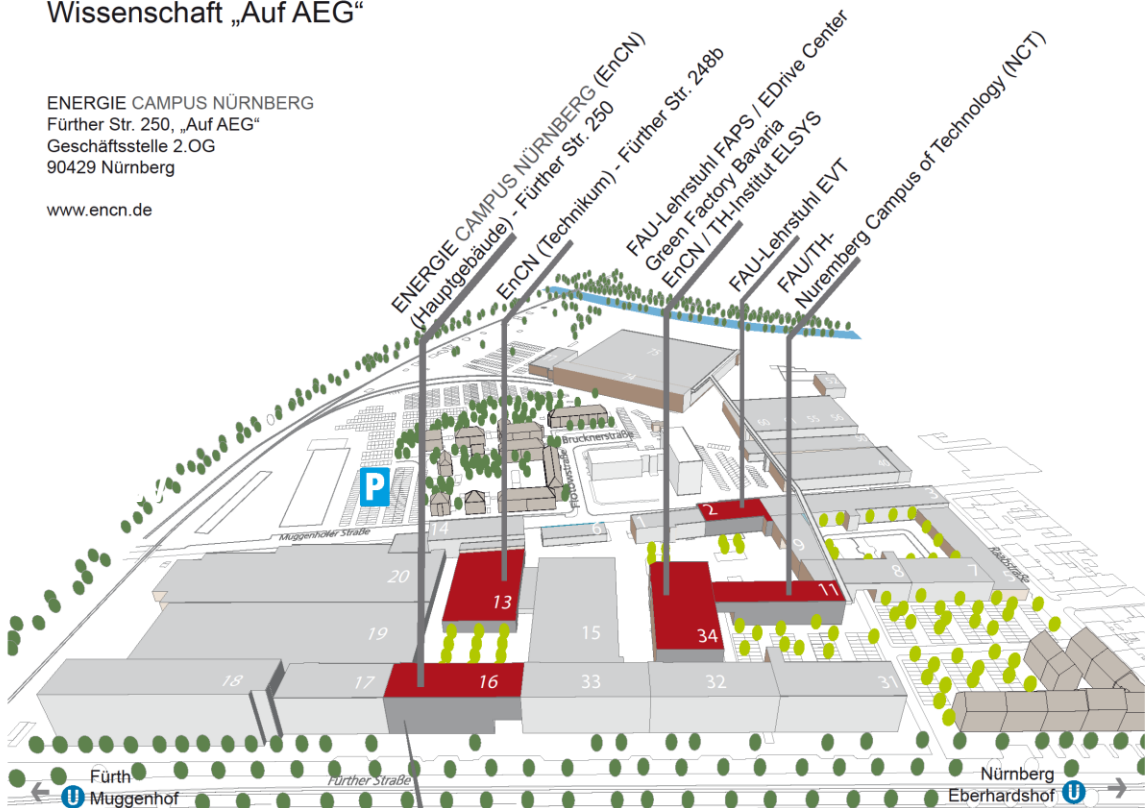 Wissenschaft „Auf AEG“
ENERGIE CAMPUS NÜRNBERG
Fürther Str. 250, „Auf AEG“
Geschäftsstelle 2.OG
90429 Nürnberg
www.encn.de
ENERGIE CAMPUS NÜRNBERG (EnCN)
(Hauptgebäude) - Fürther Str. 250
EnCN (Technikum) - Fürther Str. 248b
FAU-Lehrstuhl FAPS / EDrive Center
Green Factory Bavaria
EnCN / TH-Institut ELSYS
FAU-Lehrstuhl EVT
FAU/TH-
Nuremberg Campus of Technology (NCT)
Brucknerstraße
P
Muggenhofer Straße
Raabstraße
14
6
1
2
3
9
20
13
8
7
5
11
19
15
34
18
17
16
33
32
31
Fürther Straße
Fürth
U Muggenhof
Nürnberg
Eberhardshof U